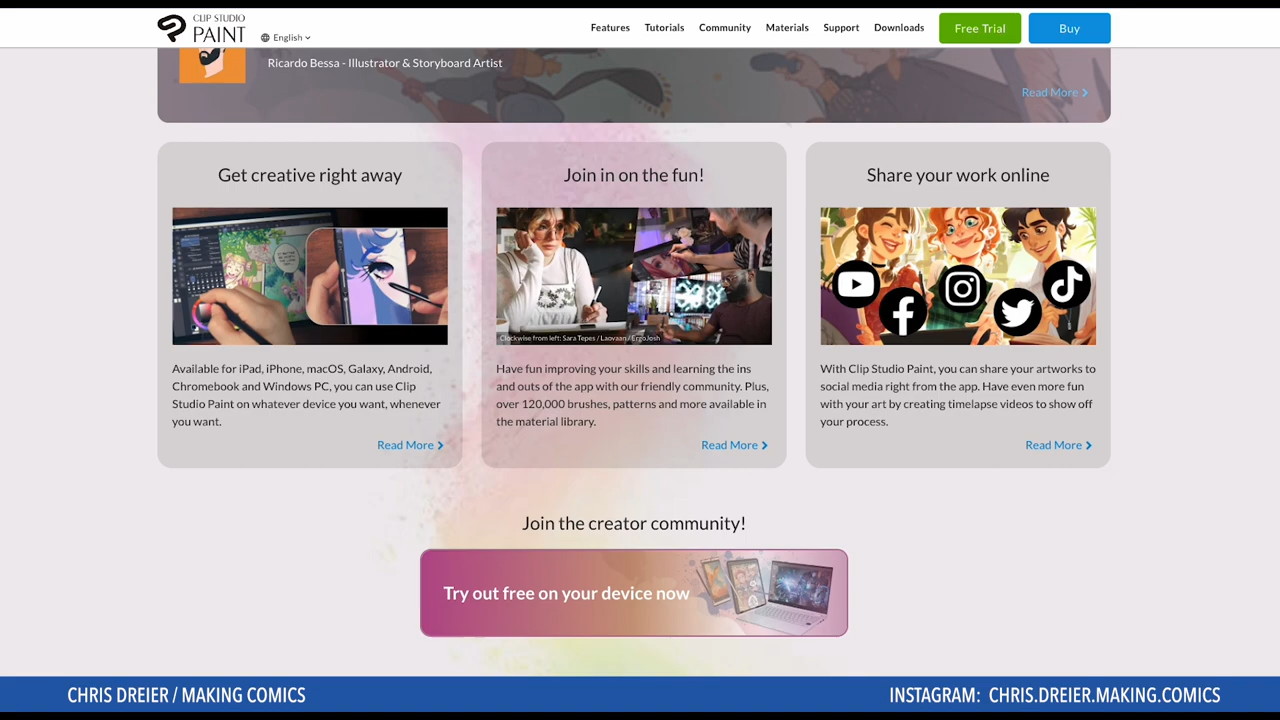 CLIP STUDIO
PAINT
English
Features
Tutorials
Community
Materials
Support
Downloads
Free Trial
Buy
Ricardo Bessa - Illustrator & Storyboard Artist
Read More
Get creative right away
Available for iPad, iPhone, macOS, Galaxy, Android,
Chromebook and Windows PC, you can use Clip
Studio Paint on whatever device you want, whenever
you want.
Read More
Join in on the fun!
Clockwise from left: Sara Tepes / Laovaan / ErgoJosh
Have fun improving your skills and learning the ins
and outs of the app with our friendly community. Plus,
over 120,000 brushes, patterns and more available in
the material library.
Read More
Share your work online
With Clip Studio Paint, you can share your artworks to
social media right from the app. Have even more fun
with your art by creating timelapse videos to show off
your process.
Read More
Join the creator community!
Try out free on your device now
CHRIS DREIER / MAKING COMICS
INSTAGRAM: CHRIS.DREIER.MAKING.COMICS